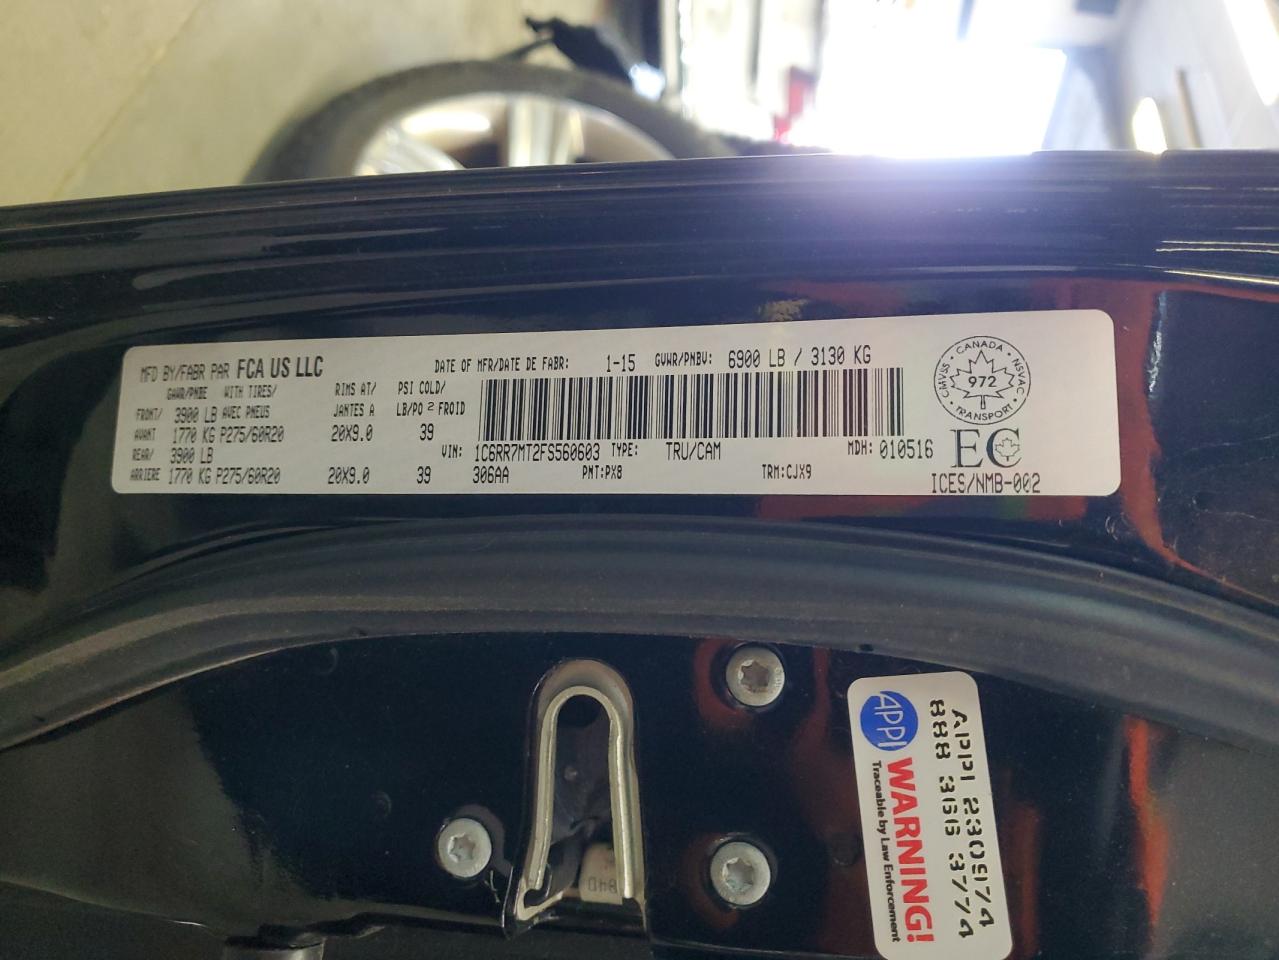 MFD BY/FABR PAR FCA US LLC DATE OF MFR/DATE DE FABR: 1-15 GVWR/PNBV: 6900 LB / 3130 KG
GAWR/PNBE WITH TIRES/ RIMS AT/ PSI COLD/
FRONT/ 3900 LB AVEC PNEUS JANTES A LB/PO 2 FROID
AVANT 1770 KG P275/60R20 20X9.0 39
REAR/ 3900 LB VIN: 1C6RR7MT2FS560603 TYPE: TRU/CAM MDH: 010516
ARRIERE 1770 KG P275/60R20 20X9.0 39 306AA PNT:PX8 TRM:CJX9
CANADA
CMVSS NSVAC
972
TRANSPORT
EC
ICES/NMB-002
APPI
WARNING!
Traceable by Law Enforcement
APPI 230974
888 366 3774